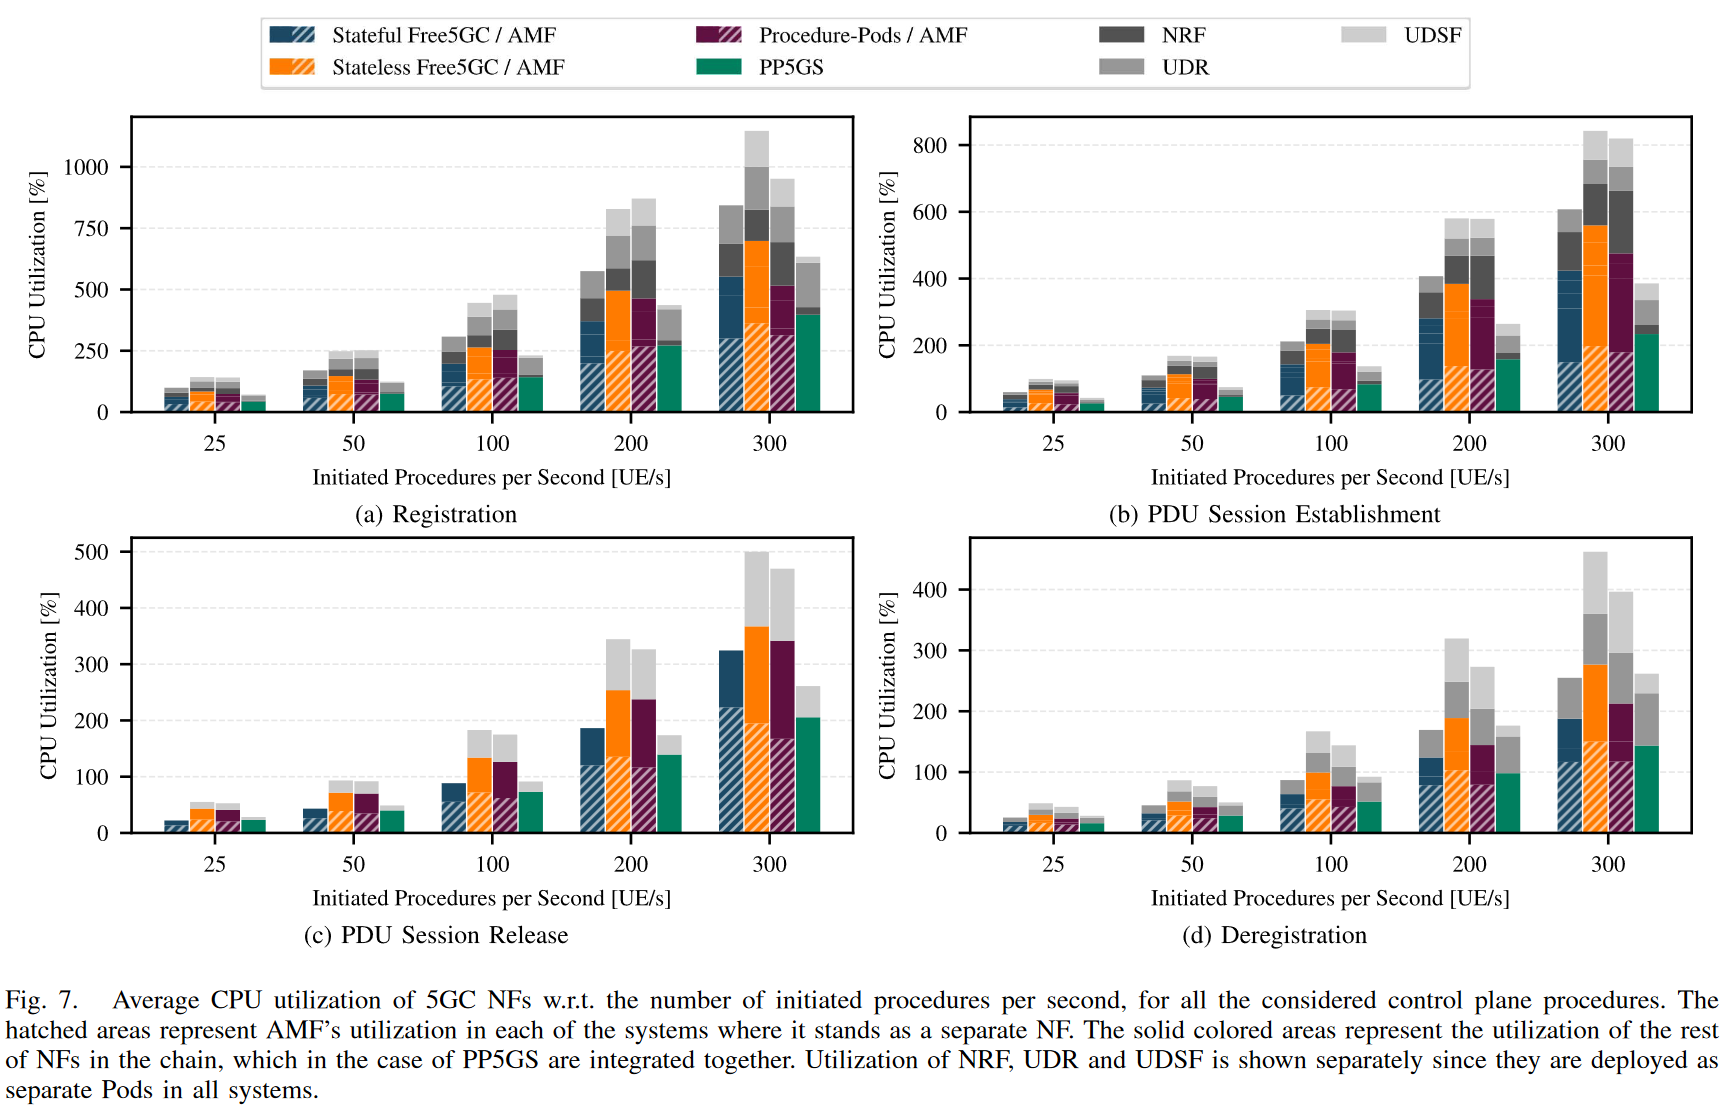 Stateful Free5GC / AMF
Stateless Free5GC / AMF
Procedure-Pods / AMF
PP5GS
NRF
UDR
UDSF
CPU Utilization [%]
1000
750
500
250
0
25 50 100 200 300
Initiated Procedures per Second [UE/s]
(a) Registration
CPU Utilization [%]
800
600
400
200
0
25 50 100 200 300
Initiated Procedures per Second [UE/s]
(b) PDU Session Establishment
CPU Utilization [%]
500
400
300
200
100
0
25 50 100 200 300
Initiated Procedures per Second [UE/s]
(c) PDU Session Release
CPU Utilization [%]
400
300
200
100
0
25 50 100 200 300
Initiated Procedures per Second [UE/s]
(d) Deregistration
Fig. 7. Average CPU utilization of 5GC NFs w.r.t. the number of initiated procedures per second, for all the considered control plane procedures. The
hatched areas represent AMF's utilization in each of the systems where it stands as a separate NF. The solid colored areas represent the utilization of the rest
of NFs in the chain, which in the case of PP5GS are integrated together. Utilization of NRF, UDR and UDSF is shown separately since they are deployed as
separate Pods in all systems.